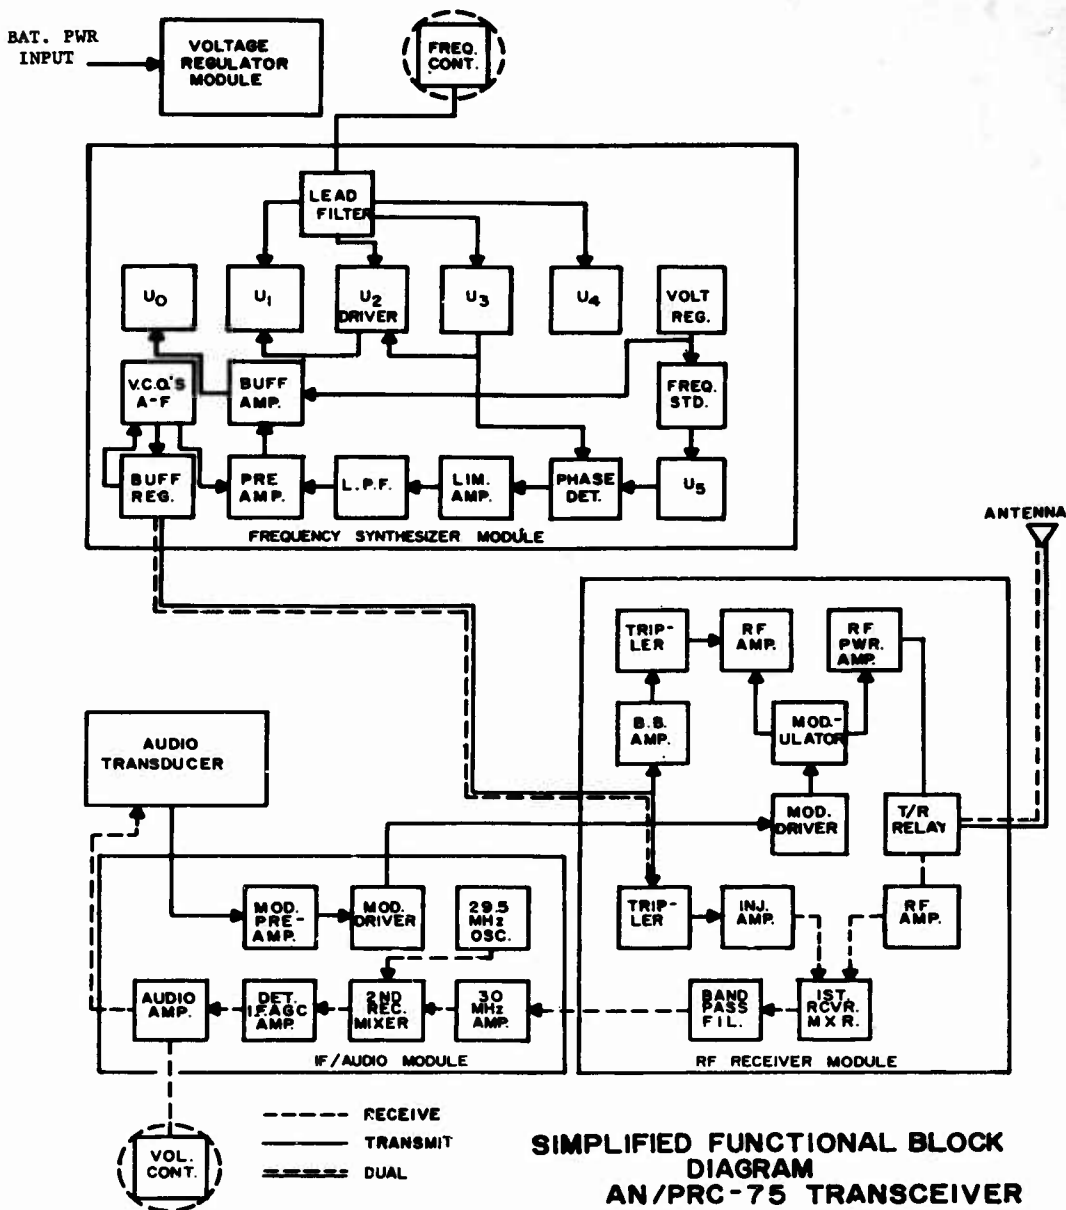 BAT. PWR
INPUT
VOLTAGE
REGULATOR
MODULE
FREQ.
CONT.
LEAD
FILTER
U0
U1
U2
DRIVER
U3
U4
VOLT
REG.
V.C.O.'S
A-F
BUFF
AMP.
FREQ.
STD.
BUFF
REG.
PRE
AMP.
L.P.F.
LIM.
AMP.
PHASE
DET.
U5
FREQUENCY SYNTHESIZER MODULE
ANTENNA
TRIP-
LER
RF
AMP.
RF
PWR.
AMP.
B.B.
AMP.
MOD-
ULATOR
MOD.
DRIVER
T/R
RELAY
TRIP-
LER
INJ.
AMP.
RF
AMP.
BAND
PASS
FIL.
1ST.
RCVR.
MXR.
RF RECEIVER MODULE
AUDIO
TRANSDUCER
MOD.
PRE-
AMP.
MOD.
DRIVER
29.5
MHz
OSC.
AUDIO
AMP.
DET.
I.F.AGC
AMP.
2ND
REC.
MIXER
30
MHz
AMP.
IF/AUDIO MODULE
VOL.
CONT.
RECEIVE
TRANSMIT
DUAL
SIMPLIFIED FUNCTIONAL BLOCK
DIAGRAM
AN/PRC-75 TRANSCEIVER